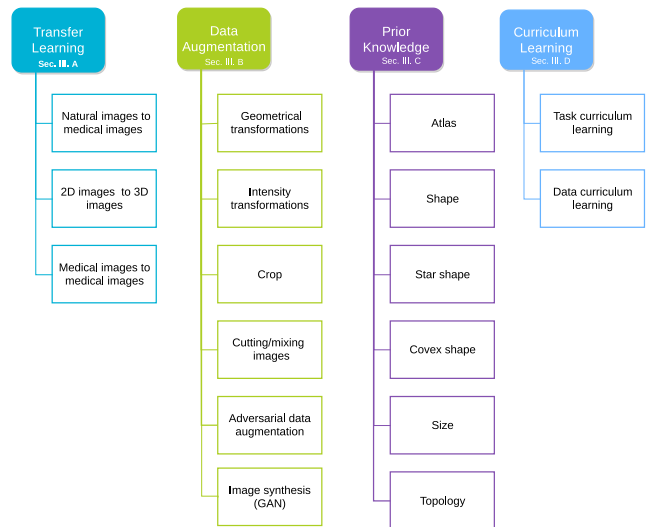 Transfer
Learning
Sec. III. A
Natural images to
medical images
2D images to 3D
images
Medical images to
medical images
Data
Augmentation
Sec. III. B
Geometrical
transformations
Intensity
transformations
Crop
Cutting/mixing
images
Adversarial data
augmentation
Image synthesis
(GAN)
Prior
Knowledge
Sec. III. C
Atlas
Shape
Star shape
Covex shape
Size
Topology
Curriculum
Learning
Sec. III. D
Task curriculum
learning
Data curriculum
learning